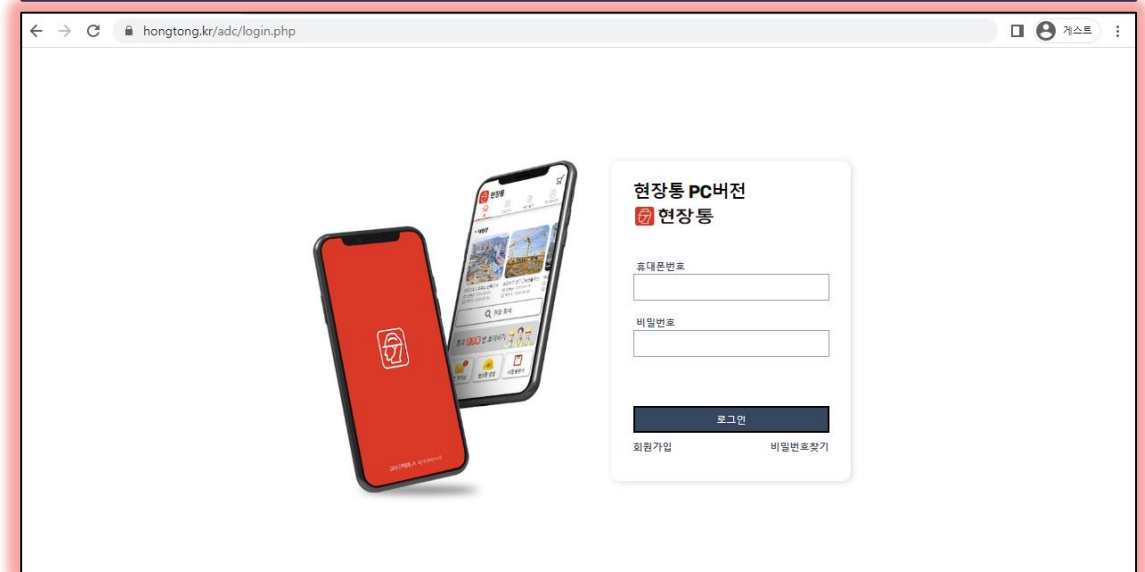 hongtong.kr/adc/login.php
게스트
현장통 PC버전
현장통
휴대폰번호
비밀번호
로그인
회원가입
비밀번호찾기
현장통